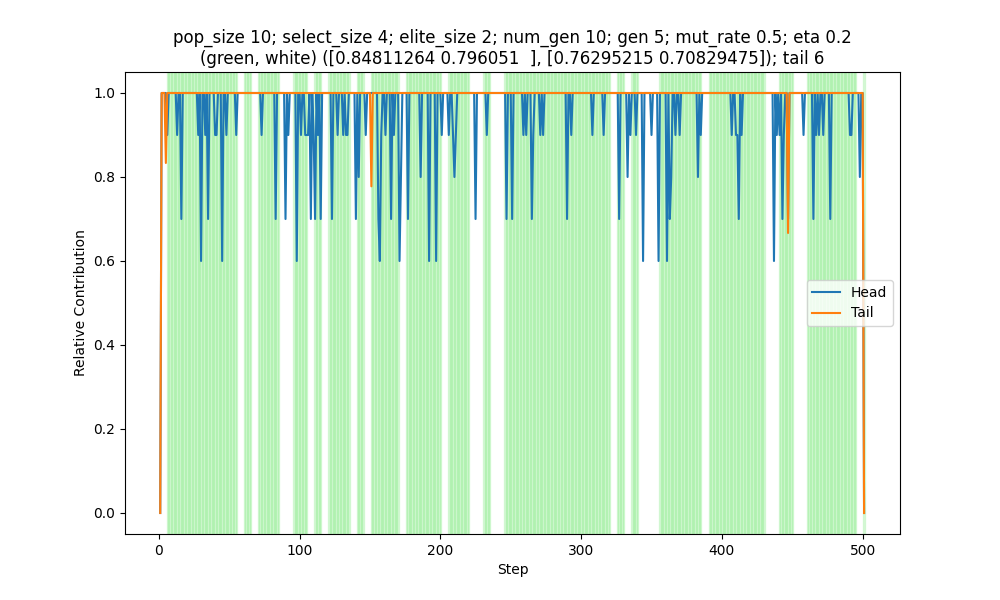 pop_size 10; select_size 4; elite_size 2; num_gen 10; gen 5; mut_rate 0.5; eta 0.2
(green, white) ([0.84811264 0.796051  ], [0.76295215 0.70829475]); tail 6
1.0
0.8
0.6
0.4
0.2
0.0
Relative Contribution
Head
Tail
0
100
200
300
400
500
Step